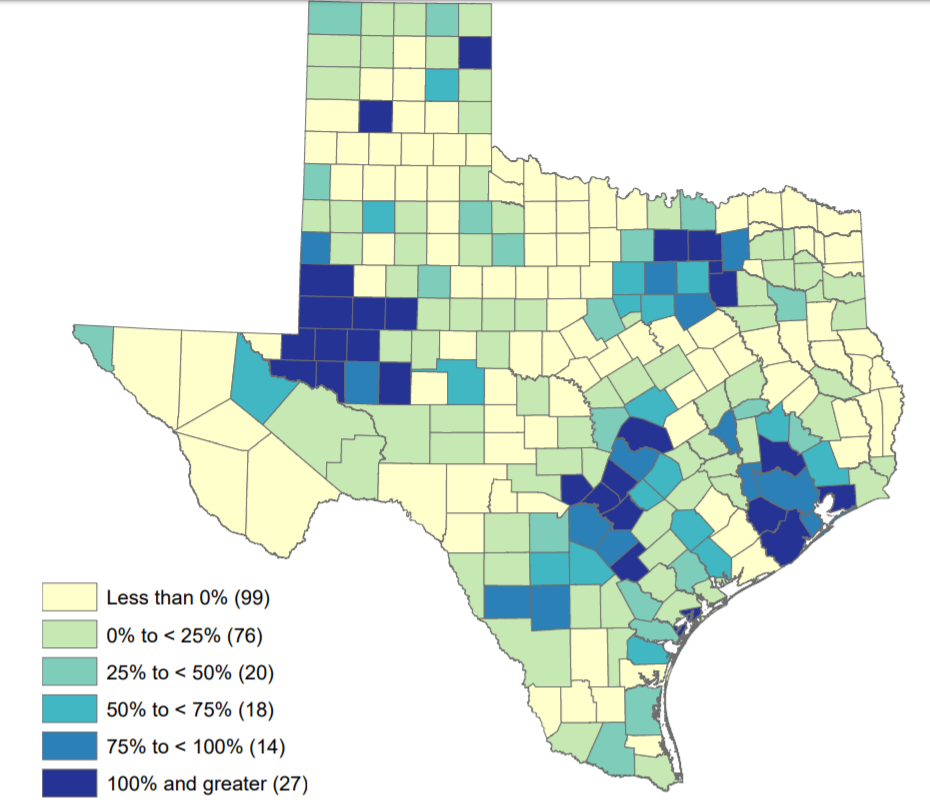 Less than 0% (99)
0% to < 25% (76)
25% to < 50% (20)
50% to < 75% (18)
75% to < 100% (14)
100% and greater (27)